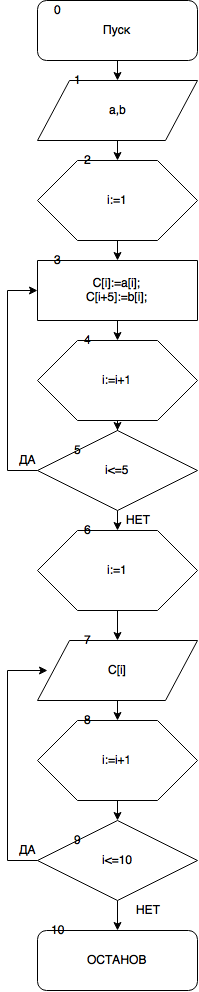 0
Пуск
1
a,b
2
i:=1
3
C[i]:=a[i];
C[i+5]:=b[i];
4
i:=i+1
5
i<=5
ДА
НЕТ
6
i:=1
7
C[i]
8
i:=i+1
9
i<=10
ДА
НЕТ
10
ОСТАНОВ